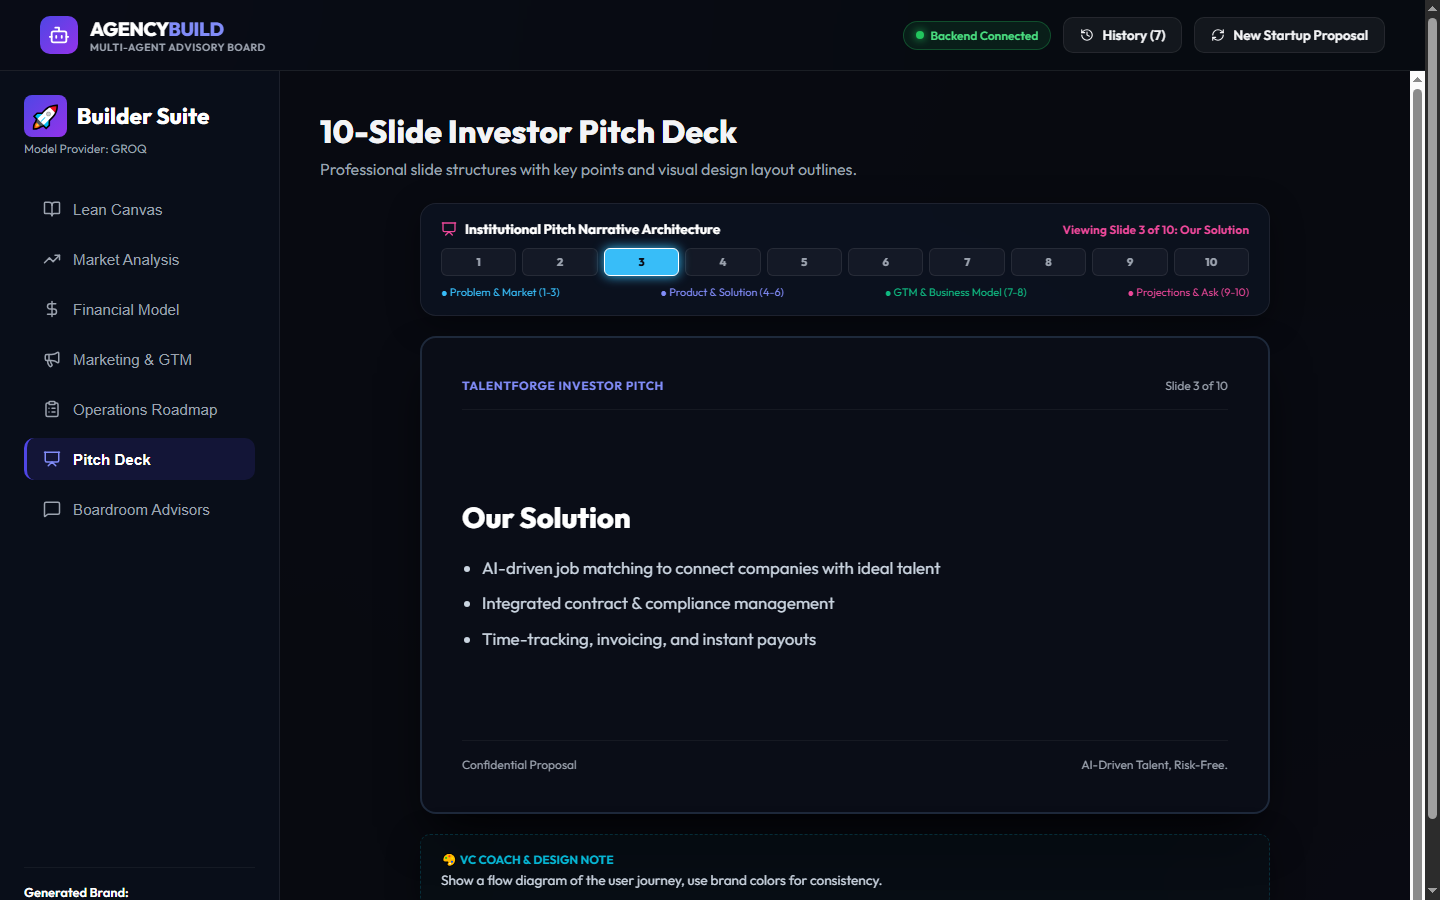 AGENCYBUILD
MULTI-AGENT ADVISORY BOARD
Backend Connected
History (7)
New Startup Proposal
Builder Suite
Model Provider: GROQ
Lean Canvas
Market Analysis
Financial Model
Marketing & GTM
Operations Roadmap
Pitch Deck
Boardroom Advisors
Generated Brand:
10-Slide Investor Pitch Deck
Professional slide structures with key points and visual design layout outlines.
Institutional Pitch Narrative Architecture
Viewing Slide 3 of 10: Our Solution
1 2 3 4 5 6 7 8 9 10
• Problem & Market (1-3)
• Product & Solution (4-6)
• GTM & Business Model (7-8)
• Projections & Ask (9-10)
TALENTFORGE INVESTOR PITCH
Slide 3 of 10
Our Solution
• AI-driven job matching to connect companies with ideal talent
• Integrated contract & compliance management
• Time-tracking, invoicing, and instant payouts
Confidential Proposal
AI-Driven Talent, Risk-Free.
VC COACH & DESIGN NOTE
Show a flow diagram of the user journey, use brand colors for consistency.